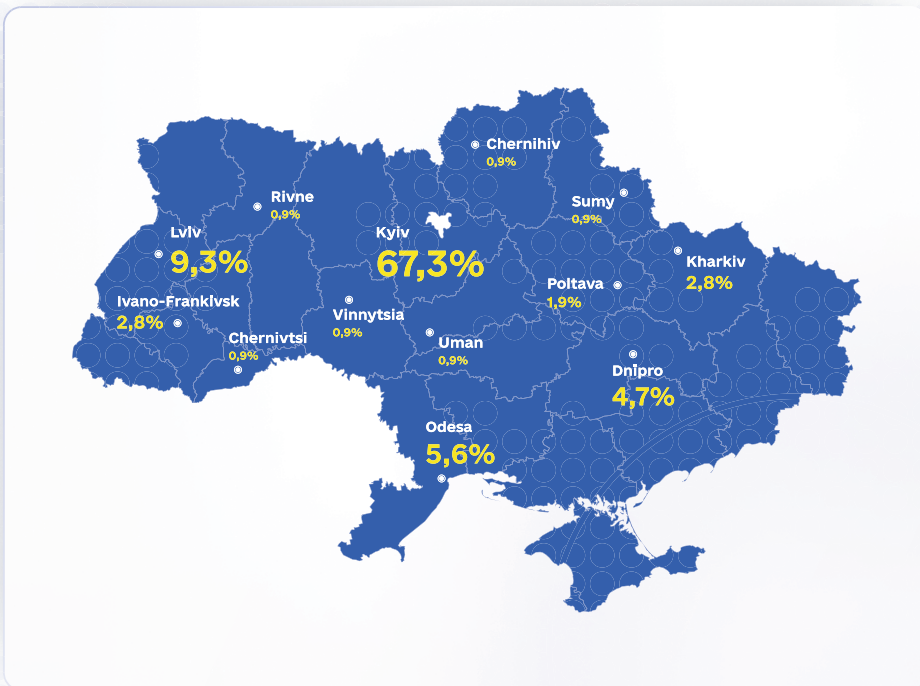 Chernihiv
0,9%
Rivne
0,9%
Sumy
0,9%
Lviv
9,3%
Kyiv
67,3%
Kharkiv
2,8%
Poltava
1,9%
Ivano-Frankivsk
2,8%
Vinnytsia
0,9%
Chernivtsi
0,9%
Uman
0,9%
Dnipro
4,7%
Odesa
5,6%